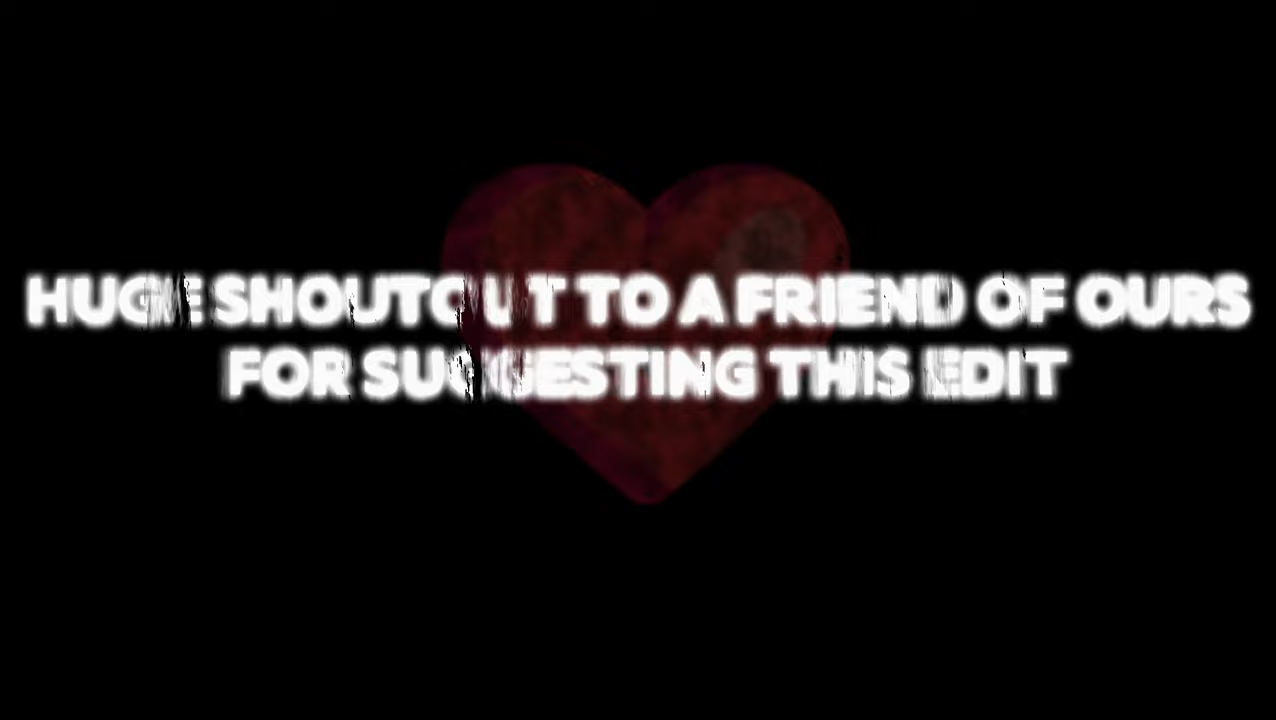 HUGE SHOUTOUT TO A FRIEND OF OURS
FOR SUGGESTING THIS EDIT